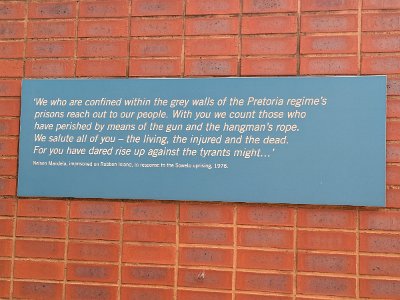 'We who are confined within the grey walls of the Pretoria regime's
prisons reach out to our people. With you we count those who
have perished by means of the gun and the hangman's rope.
We salute all of you – the living, the injured and the dead.
For you have dared rise up against the tyrants might...'
Nelson Mandela, imprisoned on Robben Island, in response to the Soweto uprising, 1976.